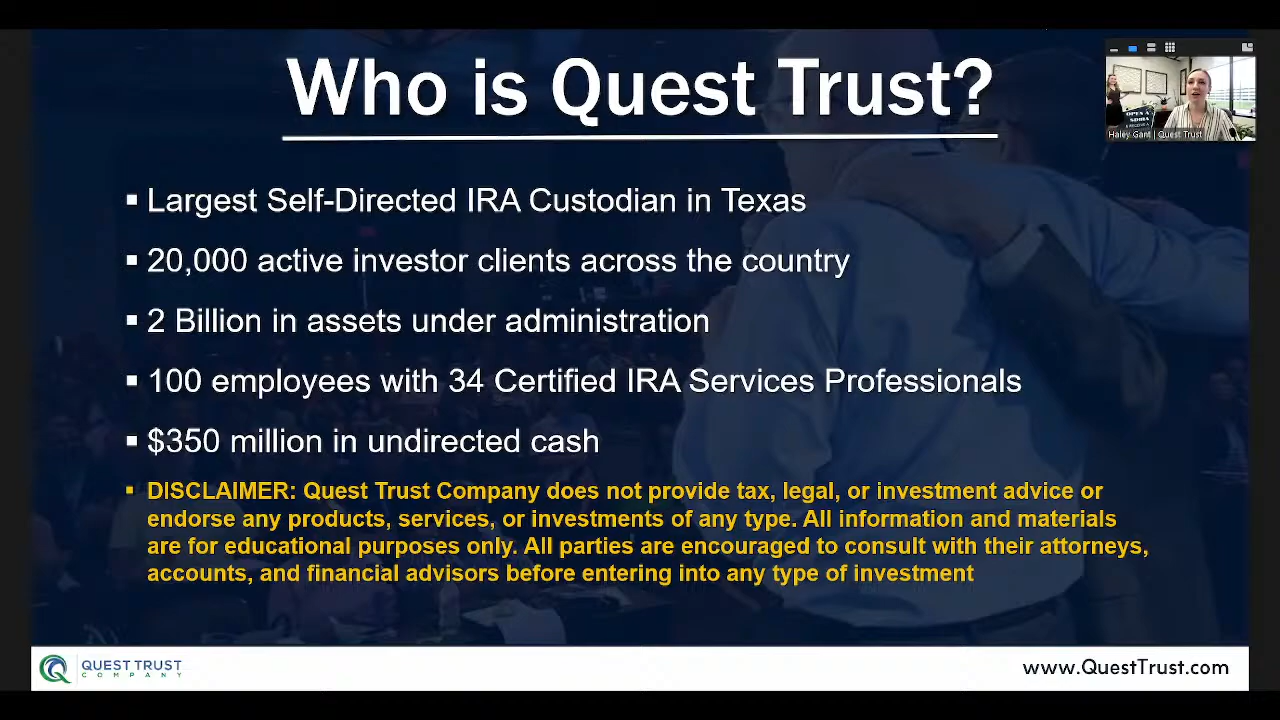 Who is Quest Trust?
▪ Largest Self-Directed IRA Custodian in Texas
▪ 20,000 active investor clients across the country
▪ 2 Billion in assets under administration
▪ 100 employees with 34 Certified IRA Services Professionals
▪ $350 million in undirected cash
▪ DISCLAIMER: Quest Trust Company does not provide tax, legal, or investment advice or
endorse any products, services, or investments of any type. All information and materials
are for educational purposes only. All parties are encouraged to consult with their attorneys,
accounts, and financial advisors before entering into any type of investment
OPEN A
Haley Gant | Quest Trust
QUEST TRUST
COMPANY
www.QuestTrust.com